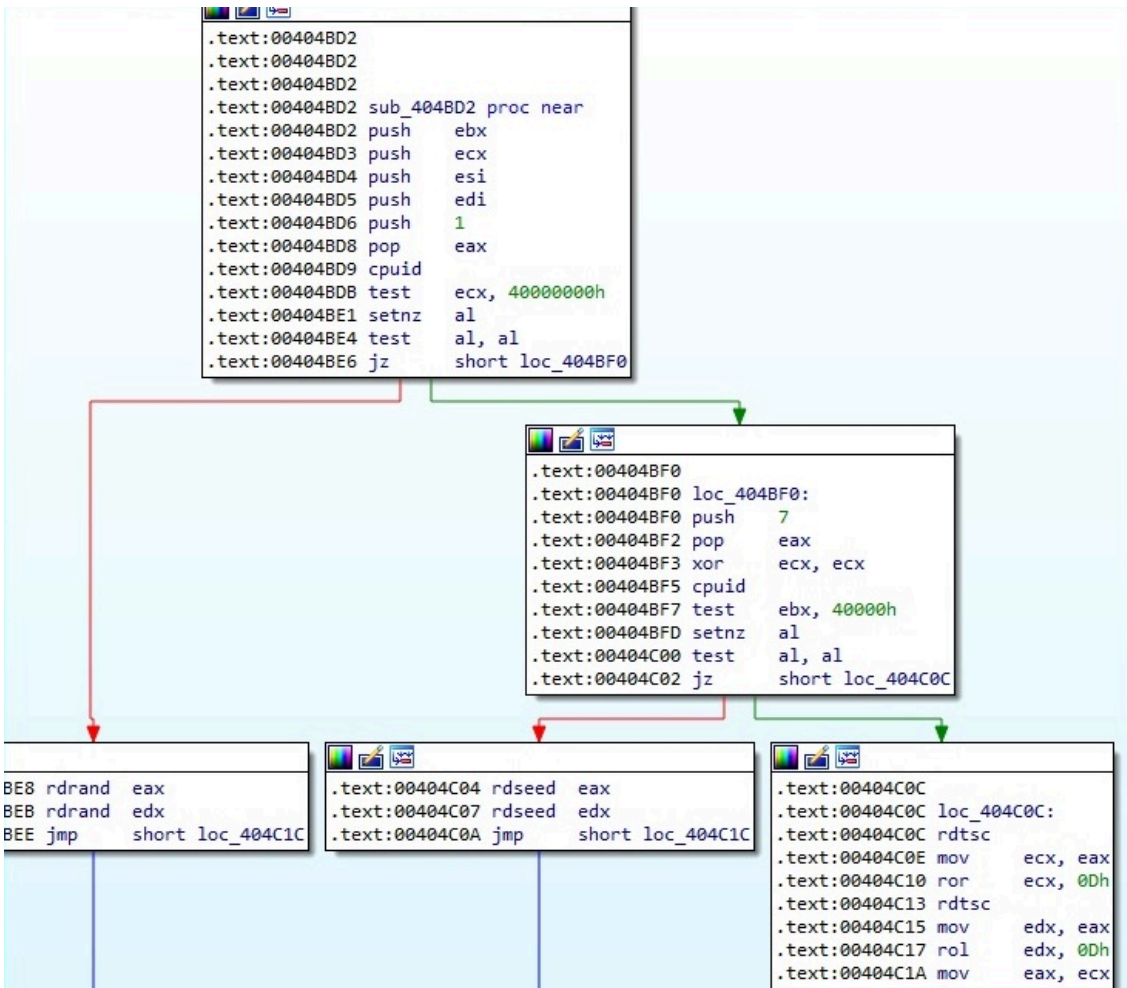 .text:00404BD2
.text:00404BD2
.text:00404BD2
.text:00404BD2 sub_404BD2 proc near
.text:00404BD2 push ebx
.text:00404BD3 push ecx
.text:00404BD4 push esi
.text:00404BD5 push edi
.text:00404BD6 push 1
.text:00404BD8 pop eax
.text:00404BD9 cpuid
.text:00404BDB test ecx, 40000000h
.text:00404BE1 setnz al
.text:00404BE4 test al, al
.text:00404BE6 jz short loc_404BF0
.text:00404BF0
.text:00404BF0 loc_404BF0:
.text:00404BF0 push 7
.text:00404BF2 pop eax
.text:00404BF3 xor ecx, ecx
.text:00404BF5 cpuid
.text:00404BF7 test ebx, 40000h
.text:00404BFD setnz al
.text:00404C00 test al, al
.text:00404C02 jz short loc_404C0C
BE8 rdrand eax
BEB rdrand edx
BEE jmp short loc_404C1C
.text:00404C04 rdseed eax
.text:00404C07 rdseed edx
.text:00404C0A jmp short loc_404C1C
.text:00404C0C
.text:00404C0C loc_404C0C:
.text:00404C0C rdtsc
.text:00404C0E mov ecx, eax
.text:00404C10 ror ecx, 0Dh
.text:00404C13 rdtsc
.text:00404C15 mov edx, eax
.text:00404C17 rol edx, 0Dh
.text:00404C1A mov eax, ecx